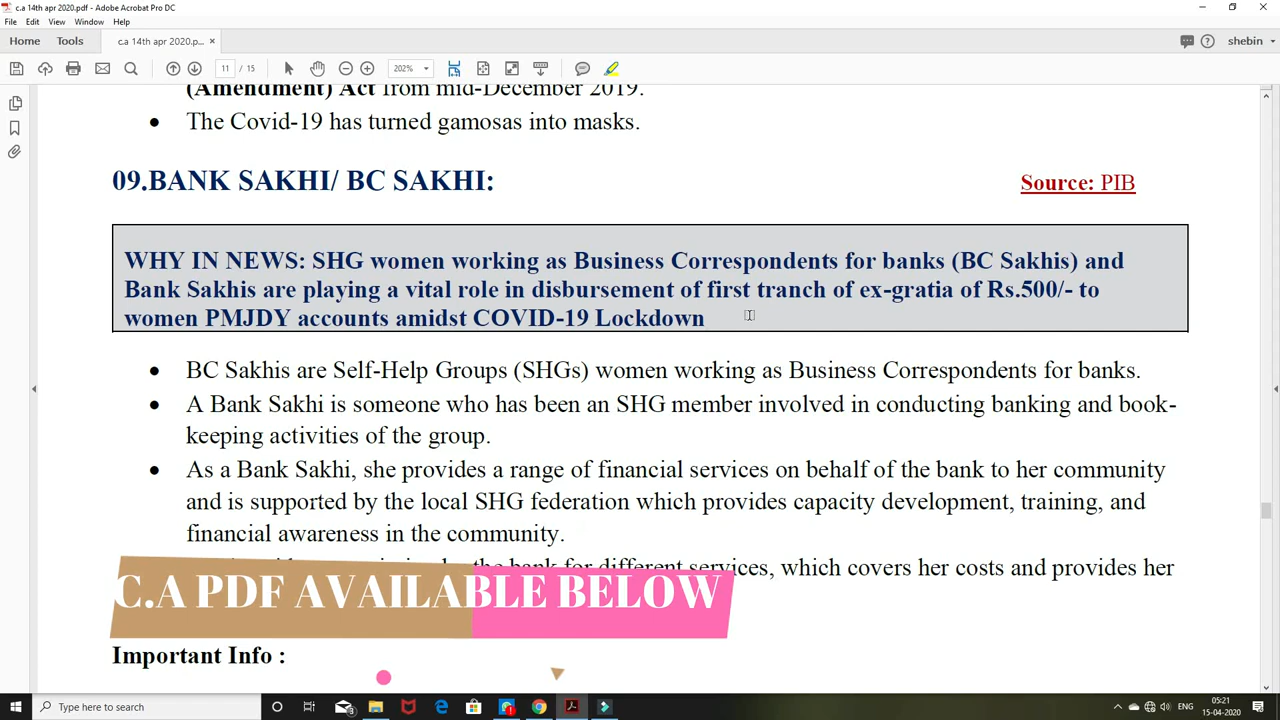 c.a 14th apr 2020.pdf - Adobe Acrobat Pro DC
File Edit View Window Help
Home Tools c.a 14th apr 2020.p... × shebin
11 / 15 202%
(Amendment) Act from mid-December 2019.
• The Covid-19 has turned gamosas into masks.
09.BANK SAKHI/ BC SAKHI: Source: PIB
WHY IN NEWS: SHG women working as Business Correspondents for banks (BC Sakhis) and
Bank Sakhis are playing a vital role in disbursement of first tranch of ex-gratia of Rs.500/- to
women PMJDY accounts amidst COVID-19 Lockdown
• BC Sakhis are Self-Help Groups (SHGs) women working as Business Correspondents for banks.
• A Bank Sakhi is someone who has been an SHG member involved in conducting banking and book-
keeping activities of the group.
• As a Bank Sakhi, she provides a range of financial services on behalf of the bank to her community
and is supported by the local SHG federation which provides capacity development, training, and
financial awareness in the community.
the bank for different services, which covers her costs and provides her
C.A PDF AVAILABLE BELOW
Important Info :
Type here to search
ENG
05:21
15-04-2020